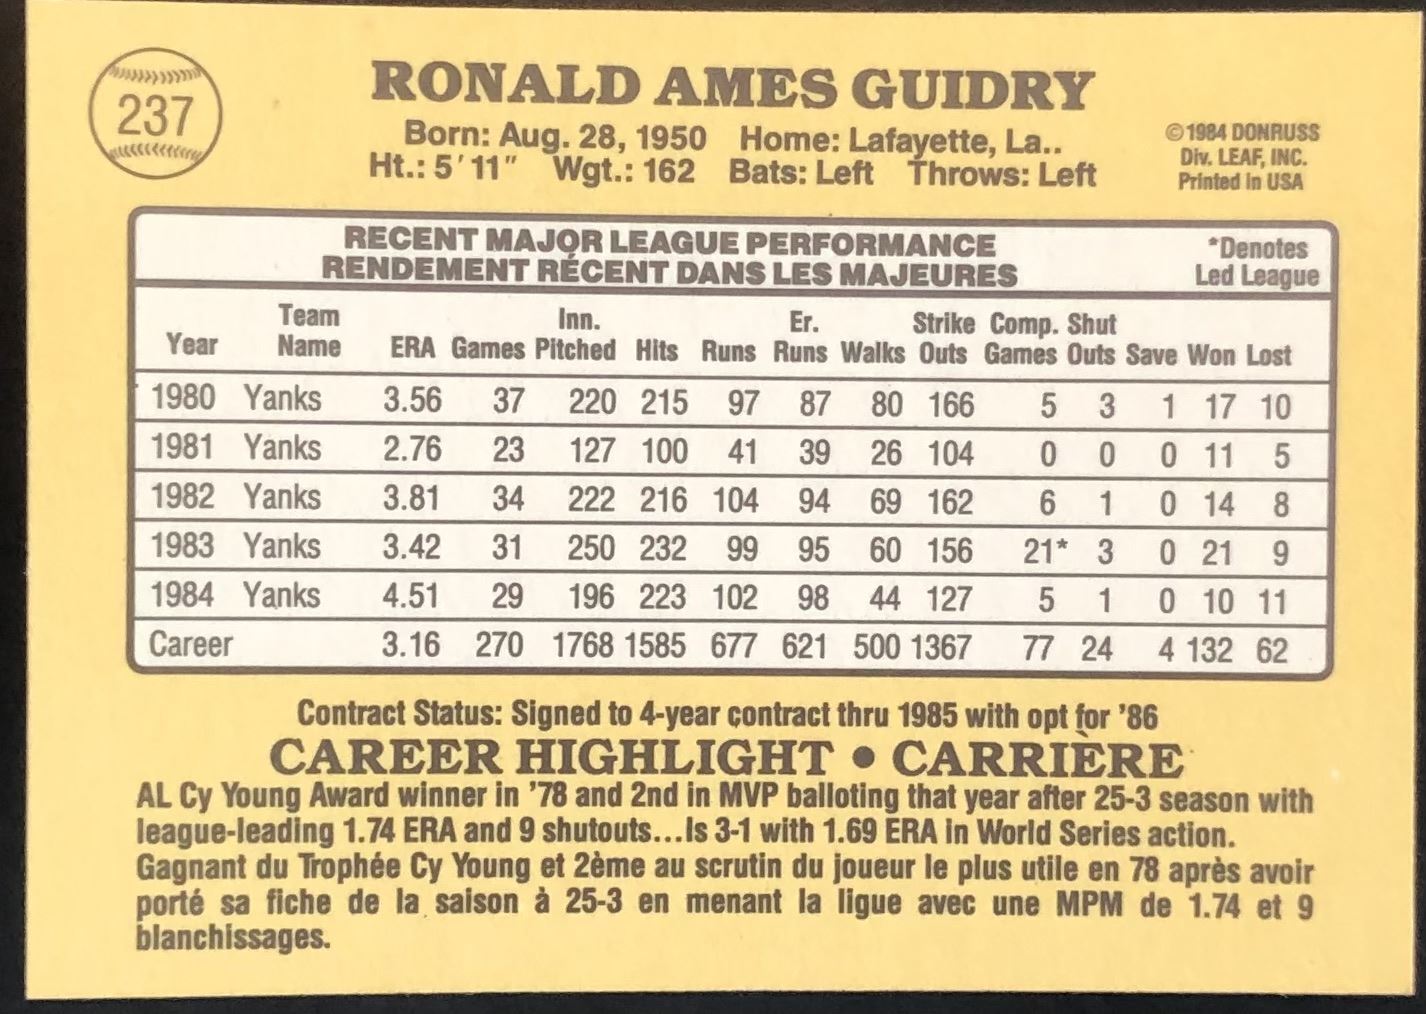 237
RONALD AMES GUIDRY
Born: Aug. 28, 1950 Home: Lafayette, La..
Ht.: 5'11" Wgt.: 162 Bats: Left Throws: Left
©1984 DONRUSS
Div. LEAF, INC.
Printed in USA
RECENT MAJOR LEAGUE PERFORMANCE
RENDEMENT RÉCENT DANS LES MAJEURES
*Denotes
Led League
Year Team Name ERA Games Inn. Pitched Hits Runs Er. Runs Walks Strike Outs Comp. Games Shut Outs Save Won Lost
1980 Yanks 3.56 37 220 215 97 87 80 166 5 3 1 17 10
1981 Yanks 2.76 23 127 100 41 39 26 104 0 0 0 11 5
1982 Yanks 3.81 34 222 216 104 94 69 162 6 1 0 14 8
1983 Yanks 3.42 31 250 232 99 95 60 156 21* 3 0 21 9
1984 Yanks 4.51 29 196 223 102 98 44 127 5 1 0 10 11
Career 3.16 270 1768 1585 677 621 500 1367 77 24 4 132 62
Contract Status: Signed to 4-year contract thru 1985 with opt for '86
CAREER HIGHLIGHT • CARRIÈRE
AL Cy Young Award winner in '78 and 2nd in MVP balloting that year after 25-3 season with
league-leading 1.74 ERA and 9 shutouts...Is 3-1 with 1.69 ERA in World Series action.
Gagnant du Trophée Cy Young et 2ème au scrutin du joueur le plus utile en 78 après avoir
porté sa fiche de la saison à 25-3 en menant la ligue avec une MPM de 1.74 et 9
blanchissages.